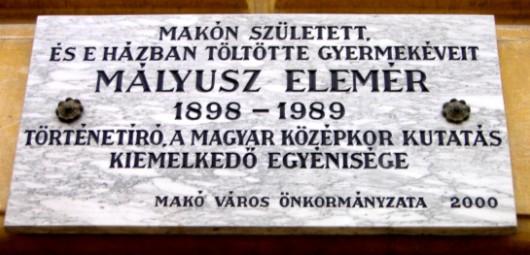 MAKÓN SZÜLETETT,
ÉS E HÁZBAN TÖLTÖTTE GYERMEKÉVEIT
MÁLYUSZ ELEMÉR
1898 – 1989
TÖRTÉNETÍRÓ, A MAGYAR KÖZÉPKOR KUTATÁS
KIEMELKEDŐ EGYÉNISÉGE
MAKÓ VÁROS ÖNKORMÁNYZATA 2000